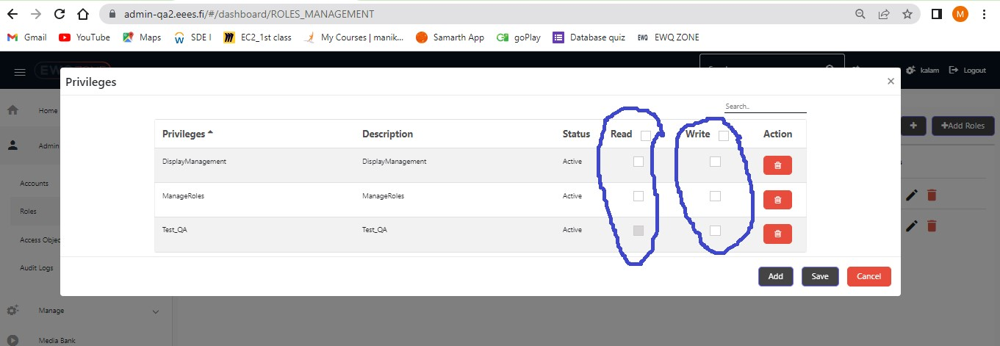 admin-qa2.eees.fi/#/dashboard/ROLES_MANAGEMENT
M
Gmail YouTube Maps SDE I EC2_1st class My Courses | manik... Samarth App goPlay Database quiz EWQ EWQ ZONE
kalam Logout
Privileges ×
Home
Search..
+ +Add Roles
Privileges Description Status Read Write Action
Admin
DisplayManagement DisplayManagement Active
Accounts
ManageRoles ManageRoles Active
Roles
Test_QA Test_QA Active
Access Objec
Audit Logs
Add Save Cancel
Manage
Media Bank